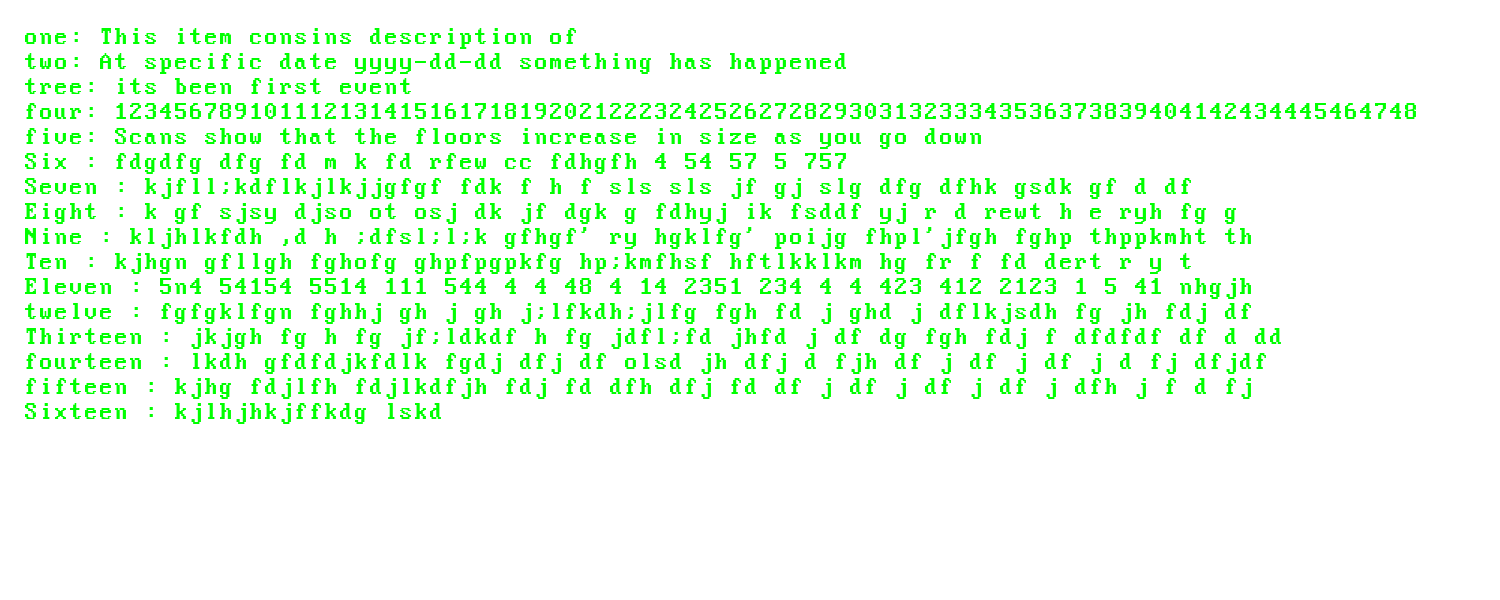 one: This item consins description of
two: At specific date yyyy-dd-dd something has happened
tree: its been first event
four: 123456789101112131415161718192021222324252627282930313233343536373839404142434445464748
five: Scans show that the floors increase in size as you go down
Six : fdgdfg dfg fd m k fd rfew cc fdhgfh 4 54 57 5 757
Seven : kjfll;kdflkjlkjjgfgf fdk f h f sls sls jf gj slg dfg dfhk gsdk gf d df
Eight : k gf sjsy djso ot osj dk jf dgk g fdhyj ik fsddf yj r d rewt h e ryh fg g
Nine : kljhlkfdh ,d h ;dfsl;l;k gfhgf' ry hgklfg' poijg fhpl'jfgh fghp thppkmht th
Ten : kjhgn gfllgh fghofg ghpfpgpkfg hp;kmfhsf hftlkklkm hg fr f fd dert r y t
Eleven : 5n4 54154 5514 111 544 4 4 48 4 14 2351 234 4 4 423 412 2123 1 5 41 nhgjh
twelve : fgfgklfgn fghhj gh j gh j;lfkdh;jlfg fgh fd j ghd j dflkjsdh fg jh fdj df
Thirteen : jkjgh fg h fg jf;ldkdf h fg jdfl;fd jhfd j df dg fgh fdj f dfdfdf df d dd
fourteen : lkdh gfdfdjkfdlk fgdj dfj df olsd jh dfj d fjh df j df j df j d fj dfjdf
fifteen : kjhg fdjlfh fdjlkdfjh fdj fd dfh dfj fd df j df j df j df j dfh j f d fj
Sixteen : kjlhjhkjffkdg lskd